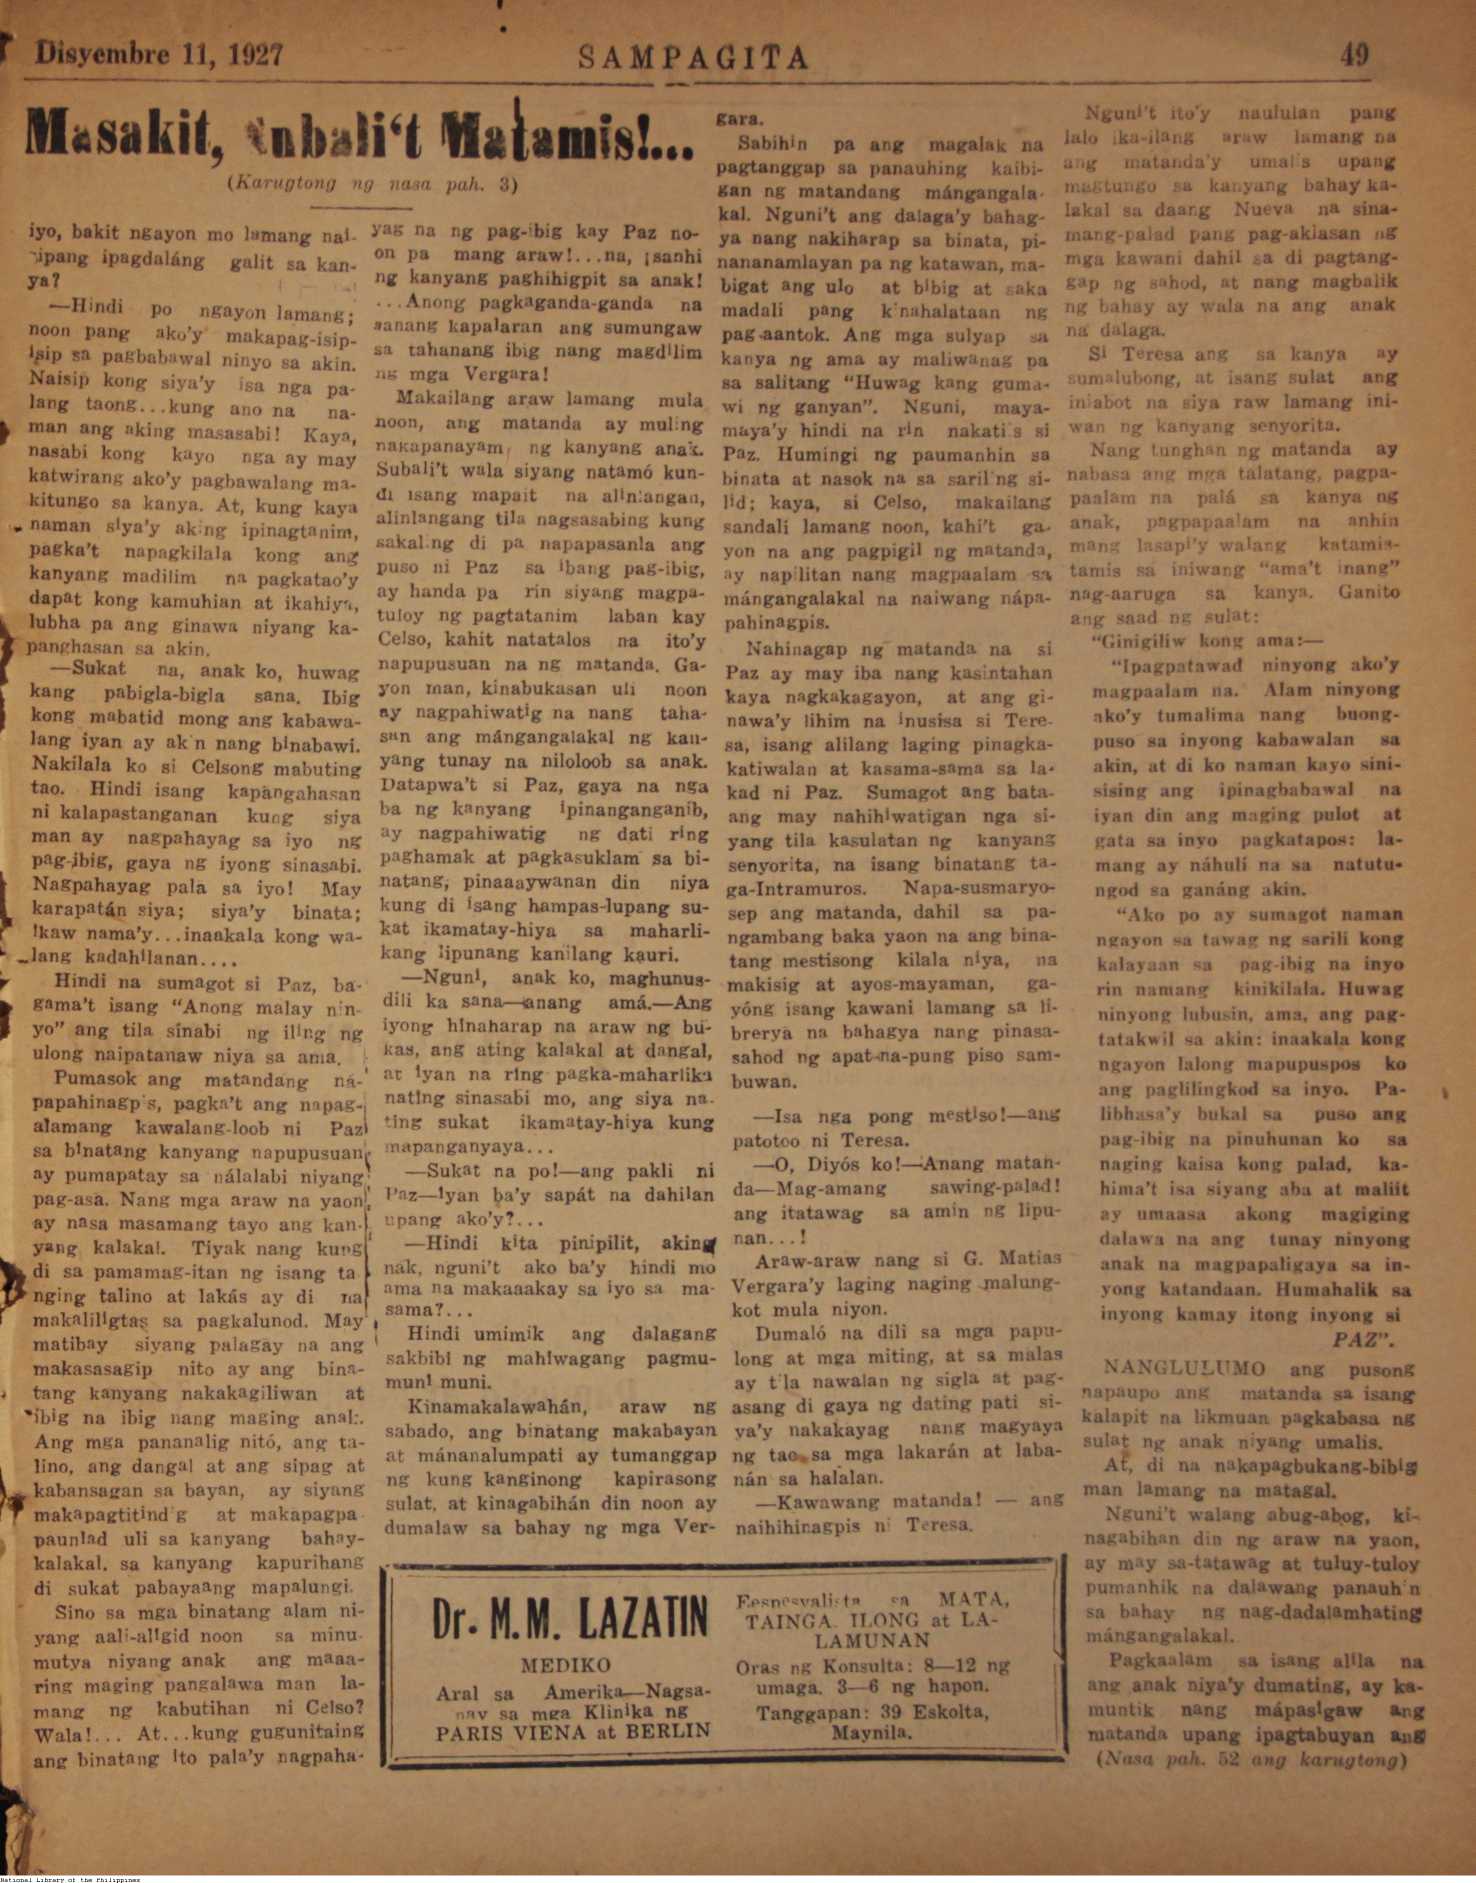 Disyembre 11, 1927
SAMPAGITA
49
Masakit, Subali't Matamis!...
(Karugtong ng nasa pah. 3)
iyo, bakit ngayon mo lamang nai-
ipang ipagdaláng galit sa kan-
ya?
—Hindi po ngayon lamang;
noon pang ako'y makapag-isip-
isip sa pagbabawal ninyo sa akin.
Naisip kong siya'y isa nga pa-
lang taong...kung ano na na-
man ang aking masasabi! Kaya,
nasabi kong kayo nga ay may
katwirang ako'y pagbawalang ma-
kitungo sa kanya. At, kung kaya
naman siya'y aking ipinagtanim,
pagka't napagkilala kong ang
kanyang madilim na pagkatao'y
dapat kong kamuhian at ikahiya,
lubha pa ang ginawa niyang ka-
panghasan sa akin.
—Sukat na, anak ko, huwag
kang pabigla-bigla sana. Ibig
kong mabatid mong ang kabawa-
lang iyan ay ak'n nang binabawi.
Nakilala ko si Celsong mabuting
tao. Hindi isang kapangahasan
ni kalapastanganan kung siya
man ay nagpahayag sa iyo ng
pag-ibig, gaya ng iyong sinasabi.
Nagpahayag pala sa iyo! May
karapatán siya; siya'y binata;
Ikaw nama'y...inaakala kong wa-
lang kadahilanan....
Hindi na sumagot si Paz, ba-
gama't isang "Anong malay nin-
yo" ang tila sinabi ng iling ng
ulong naipatanaw niya sa ama.
Pumasok ang matandang ná-
papahinagp's, pagka't ang napag-
alamang kawalang-loob ni Paz
sa binatang kanyang napupusuan
ay pumapatay sa nálalabi niyang
pag-asa. Nang mga araw na yaon
ay nasa masamang tayo ang kan-
yang kalakal. Tiyak nang kung
di sa pamamag-itan ng isang ta
nging talino at lakás ay di na
makaliligtas sa pagkalunod. May
matibay siyang palagay na ang
makasasagip nito ay ang bina-
tang kanyang nakakagiliwan at
ibig na ibig nang maging anak.
Ang mga pananalig nitó, ang ta-
lino, ang dangal at ang sipag at
kabansagan sa bayan, ay siyang
makapagtitind'g at makapagpa-
paunlad uli sa kanyang bahay-
kalakal, sa kanyang kapurihang
di sukat pabayaang mapalungi.
Sino sa mga binatang alam ni-
yang aali-aligid noon sa minu-
mutya niyang anak ang maaa-
ring maging pangalawa man la-
mang ng kabutihan ni Celso?
Wala!... At...kung gugunitaing
ang binatang ito pala'y nagpaha-
yag na ng pag-ibig kay Paz no-
on pa mang araw!...na, ¡sanhi
ng kanyang paghihigpit sa anak!
...Anong pagkaganda-ganda na
sanang kapalaran ang sumungaw
sa tahanang ibig nang magdilim
ng mga Vergara!
Makailang araw lamang mula
noon, ang matanda ay muling
nakapanayam ng kanyang anak.
Subali't wala siyang natamó kun-
di isang mapait na alinlangan,
alinlangang tila nagsasabing kung
sakaling di pa napapasanla ang
puso ni Paz sa ibang pag-ibig,
ay handa pa rin siyang magpa-
tuloy ng pagtatanim laban kay
Celso, kahit natatalos na ito'y
napupusuan na ng matanda. Ga-
yon man, kinabukasan uli noon
ay nagpahiwatig na nang taha-
san ang mángangalakal ng kan-
yang tunay na niloloob sa anak.
Datapwa't si Paz, gaya na nga
ba ng kanyang ipinanganganib,
ay nagpahiwatig ng dati ring
paghamak at pagkasuklam sa bi-
natang, pinaaaywanan din niya
kung di isang hampas-lupang su-
kat ikamatay-hiya sa maharli-
kang lipunang kanilang kauri.
—Nguni, anak ko, maghunus-
dili ka sana—anang amá.—Ang
iyong hinaharap na araw ng bu-
kas, ang ating kalakal at dangal,
at iyan na ring pagka-maharlika
nating sinasabi mo, ang siya na-
ting sukat ikamatay-hiya kung
mapanganyaya...
—Sukat na po!—ang pakli ni
Paz—Iyan ba'y sapát na dahilan
upang ako'y?...
—Hindi kita pinipilit, aking
nak, nguni't ako ba'y hindi mo
ama na makaaakay sa iyo sa ma-
sama?...
Hindi umimik ang dalagang
sakbibi ng mahiwagang pagmu-
muni muni.
Kinamakalawahán, araw ng
sabado, ang binatang makabayan
at mánanalumpati ay tumanggap
ng kung kanginong kapirasong
sulat, at kinagabihán din noon ay
dumalaw sa bahay ng mga Ver-
gara.
Sabihin pa ang magalak na
pagtanggap sa panauhing kaibi-
gan ng matandang mángangala-
kal. Nguni't ang dalaga'y bahag-
ya nang nakiharap sa binata, pi-
nananamlayan pa ng katawan, ma-
bigat ang ulo at bibig at saka
madali pang k'nahalataan ng
pag-aantok. Ang mga sulyap sa
kanya ng ama ay maliwanag pa
sa salitang "Huwag kang guma-
wi ng ganyan". Nguni, maya-
maya'y hindi na rin nakati's si
Paz. Humingi ng paumanhin sa
binata at nasok na sa saril'ng si-
lid; kaya, si Celso, makailang
sandali lamang noon, kahi't ga-
yon na ang pagpigil ng matanda,
ay napilitan nang magpaalam sa
mángangalakal na naiwang nápa-
pahinagpis.
Nahinagap ng matanda na si
Paz ay may iba nang kasintahan
kaya nagkakagayon, at ang gi-
nawa'y lihim na inusisa si Tere-
sa, isang alilang laging pinagka-
katiwalan at kasama-sama sa la-
kad ni Paz. Sumagot ang bata-
ang may nahihiwatigan nga si-
yang tila kasulatan ng kanyang
senyorita, na isang binatang ta-
ga-Intramuros. Napa-susmaryo-
sep ang matanda, dahil sa pa-
ngambang baka yaon na ang bina-
tang mestisong kilala niya, na
makisig at ayos-mayaman, ga-
yóng isang kawani lamang sa li-
brerya na bahagya nang pinasa-
sahod ng apat-na-pung piso sam-
buwan.
—Isa nga pong mestiso!—ang
patotoo ni Teresa.
—O, Diyós ko!—Anang matan-
da—Mag-amang sawing-palad!
ang itatawag sa amin ng lipu-
nan...!
Araw-araw nang si G. Matias
Vergara'y laging naging malung-
kot mula niyon.
Dumaló na dili sa mga papu-
long at mga miting, at sa malas
ay t'la nawalan ng sigla at pag-
asang di gaya ng dating pati si-
ya'y nakakayag nang magyaya
ng tao sa mga lakarán at laba-
nán sa halalan.
—Kawawang matanda! — ang
naihihinagpis ni Teresa.
Nguni't ito'y naululan pang
lalo ika-ilang araw lamang na
ang matanda'y umalis upang
magtungo sa kanyang bahay ka-
lakal sa daang Nueva na sina-
mang-palad pang pag-aklasan ng
mga kawani dahil sa di pagtang-
gap ng sahod, at nang magbalik
ng bahay ay wala na ang anak
na dalaga.
Si Teresa ang sa kanya ay
sumalubong, at isang sulat ang
iniabot na siya raw lamang ini-
wan ng kanyang senyorita.
Nang tunghan ng matanda ay
nabasa ang mga talatang, pagpa-
paalam na palá sa kanya ng
anak, pagpapaalam na anhin
mang lasapi'y walang katamis-
tamis sa iniwang "ama't inang"
nag-aaruga sa kanya. Ganito
ang saad ng sulat:
"Ginigiliw kong ama:—
"Ipagpatawad ninyong ako'y
magpaalam na. Alam ninyong
ako'y tumalima nang buong-
puso sa inyong kabawalan sa
akin, at di ko naman kayo sini-
sising ang ipinagbabawal na
iyan din ang maging pulot at
gata sa inyo pagkatapos: la-
mang ay náhuli na sa natutu-
ngod sa ganáng akin.
"Ako po ay sumagot naman
ngayon sa tawag ng sarili kong
kalayaan sa pag-ibig na inyo
rin namang kinikilala. Huwag
ninyong lubusin, ama, ang pag-
tatakwil sa akin: inaakala kong
ngayon lalong mapupuspos ko
ang paglilingkod sa inyo. Pa-
libhasa'y bukal sa puso ang
pag-ibig na pinuhunan ko sa
naging kaisa kong palad, ka-
hima't isa siyang aba at maliit
ay umaasa akong magiging
dalawa na ang tunay ninyong
anak na magpapaligaya sa in-
yong katandaan. Humahalik sa
inyong kamay itong inyong si
PAZ".
NANGLULUMO ang pusong
napaupo ang matanda sa isang
kalapit na likmuan pagkabasa ng
sulat ng anak niyang umalis.
At, di na nakapagbukang-bibig
man lamang na matagal.
Nguni't walang abug-abog, ki-
nagabihan din ng araw na yaon,
ay may sa-tatawag at tuluy-tuloy
pumanhik na dalawang panauh'n
sa bahay ng nag-dadalamhating
mángangalakal.
Pagkaalam sa isang alila na
ang anak niya'y dumating, ay ka-
muntik nang mápasigaw ang
matanda upang ipagtabuyan ang
(Nasa pah. 52 ang karugtong)
Dr. M. M. LAZATIN
MEDIKO
Aral sa Amerika—Nagsa-
nay sa mga Klinika ng
PARIS VIENA at BERLIN
Espesyalista sa MATA,
TAINGA. ILONG at LA-
LAMUNAN
Oras ng Konsulta: 8—12 ng
umaga. 3—6 ng hapon.
Tanggapan: 39 Eskolta,
Maynila.
National Library of the Philippines